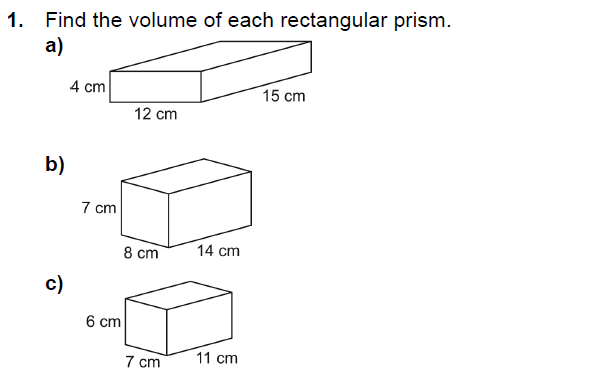 1. Find the volume of each rectangular prism.
a)
4 cm
15 cm
12 cm
b)
7 cm
8 cm
14 cm
c)
6 cm
7 cm
11 cm